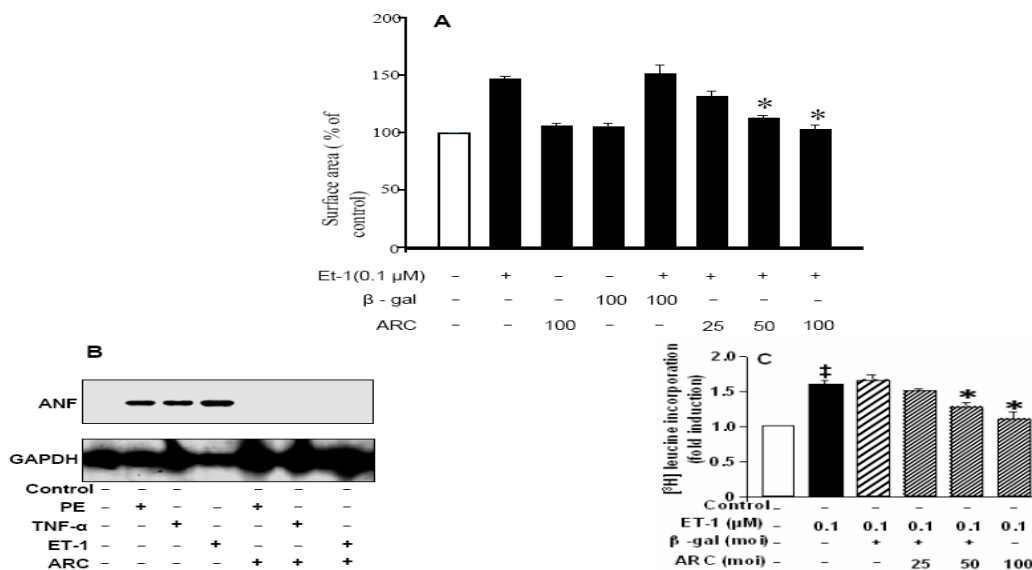 A
200
150
100
50
0
Surface area ( % of
control)
* *
Et-1(0.1 µM) – + – – + + + +
β - gal – – – 100 100 – – –
ARC – – 100 – – 25 50 100
B
ANF
GAPDH
Control – – – – – – –
PE – + – – + – –
TNF-α – – + – – + –
ET-1 – – – + – – +
ARC – – – – + + +
C
2.0
1.5
1.0
0.5
0
[³H] leucine incorporation
(fold induction)
‡ * *
Control – – – – – –
ET-1 (µM) – 0.1 0.1 0.1 0.1 0.1
β -gal (moi) – – + + + –
ARC (moi) – – – 25 50 100